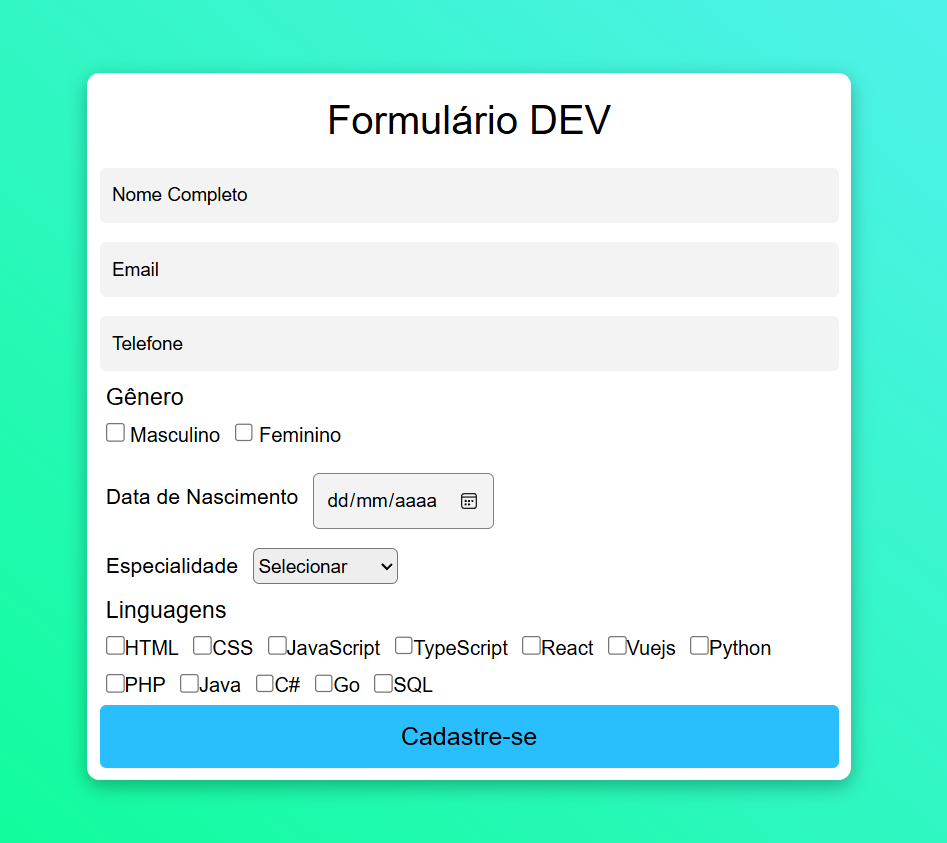 Formulário DEV
Nome Completo
Email
Telefone
Gênero
Masculino Feminino
Data de Nascimento dd/mm/aaaa
Especialidade Selecionar
Linguagens
HTML CSS JavaScript TypeScript React Vuejs Python
PHP Java C# Go SQL
Cadastre-se